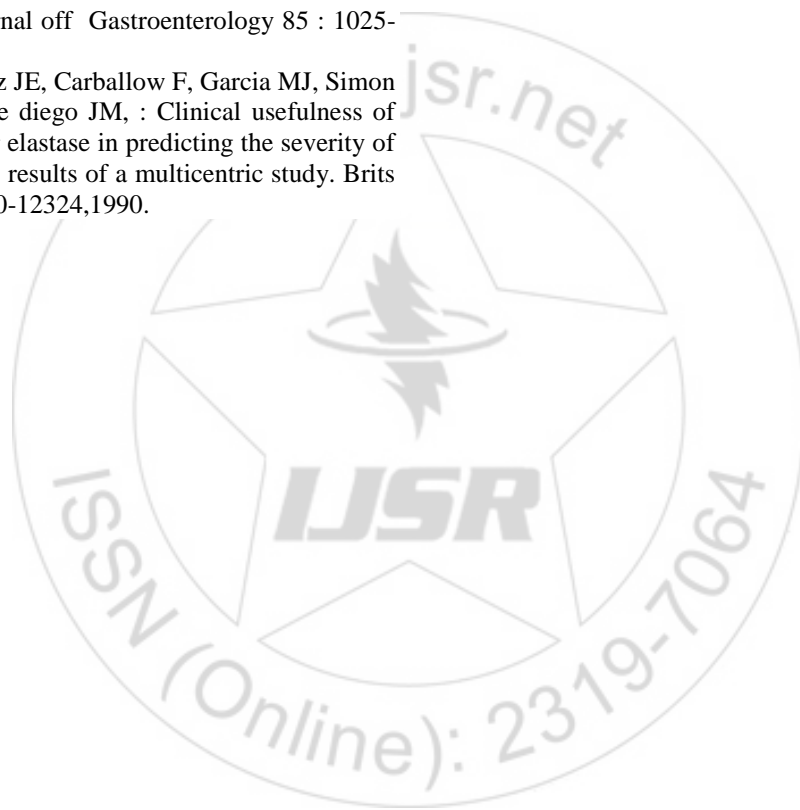 rnal off Gastroenterology 85 : 1025-
z JE, Carballow F, Garcia MJ, Simon
e diego JM, : Clinical usefulness of
elastase in predicting the severity of
results of a multicentric study. Brits
0-12324,1990.
jsr.net
IJSR
ISSN (Online): 2319-7064